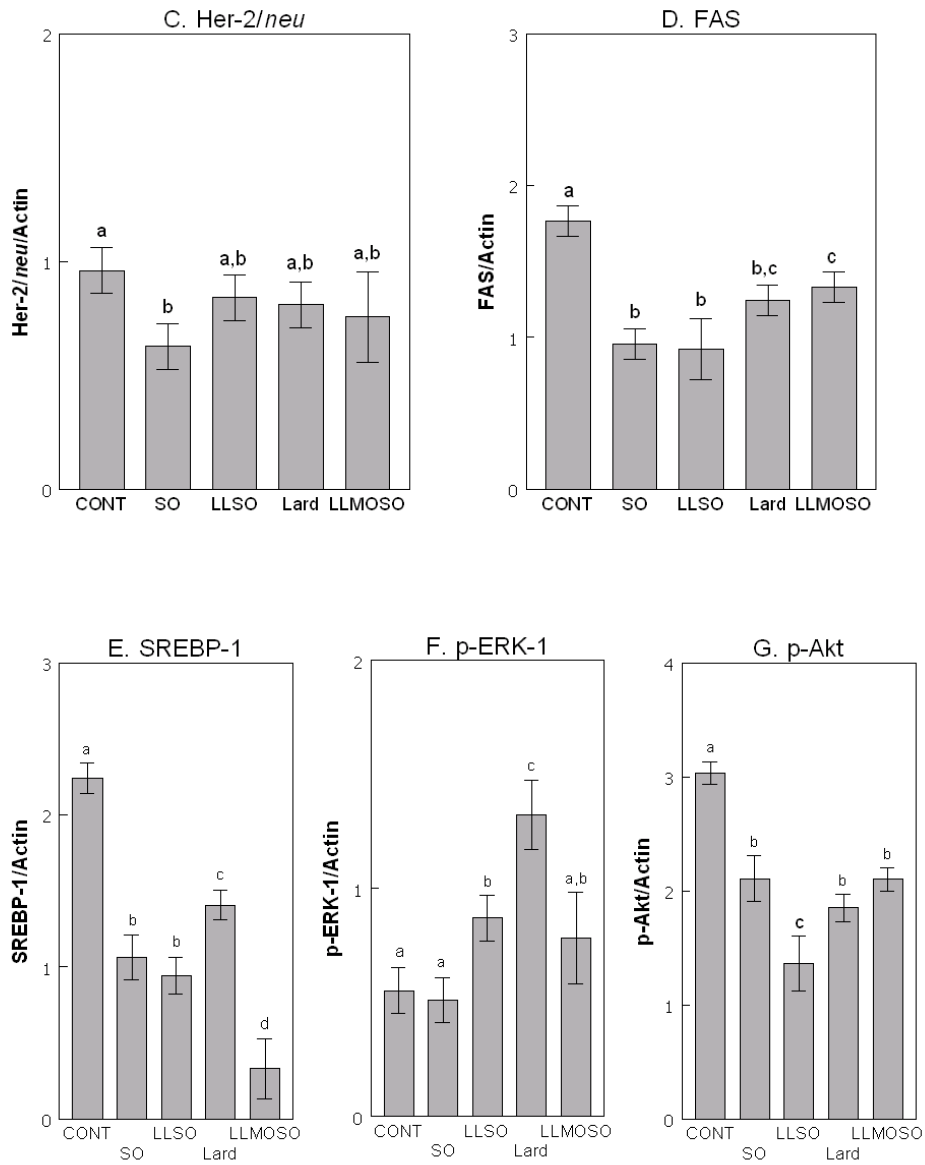 C. Her-2/neu
2
1
0
Her-2/neu/Actin
a
b
a,b
a,b
a,b
CONT SO LLSO Lard LLMOSO
D. FAS
3
2
1
0
FAS/Actin
a
b
b
b,c
c
CONT SO LLSO Lard LLMOSO
E. SREBP-1
3
2
1
0
SREBP-1/Actin
a
b
b
c
d
CONT LLSO LLMOSO
SO Lard
F. p-ERK-1
2
1
0
p-ERK-1/Actin
a
a
b
c
a,b
CONT LLSO LLMOSO
SO Lard
G. p-Akt
4
3
2
1
0
p-Akt/Actin
a
b
c
b
b
CONT LLSO LLMOSO
SO Lard